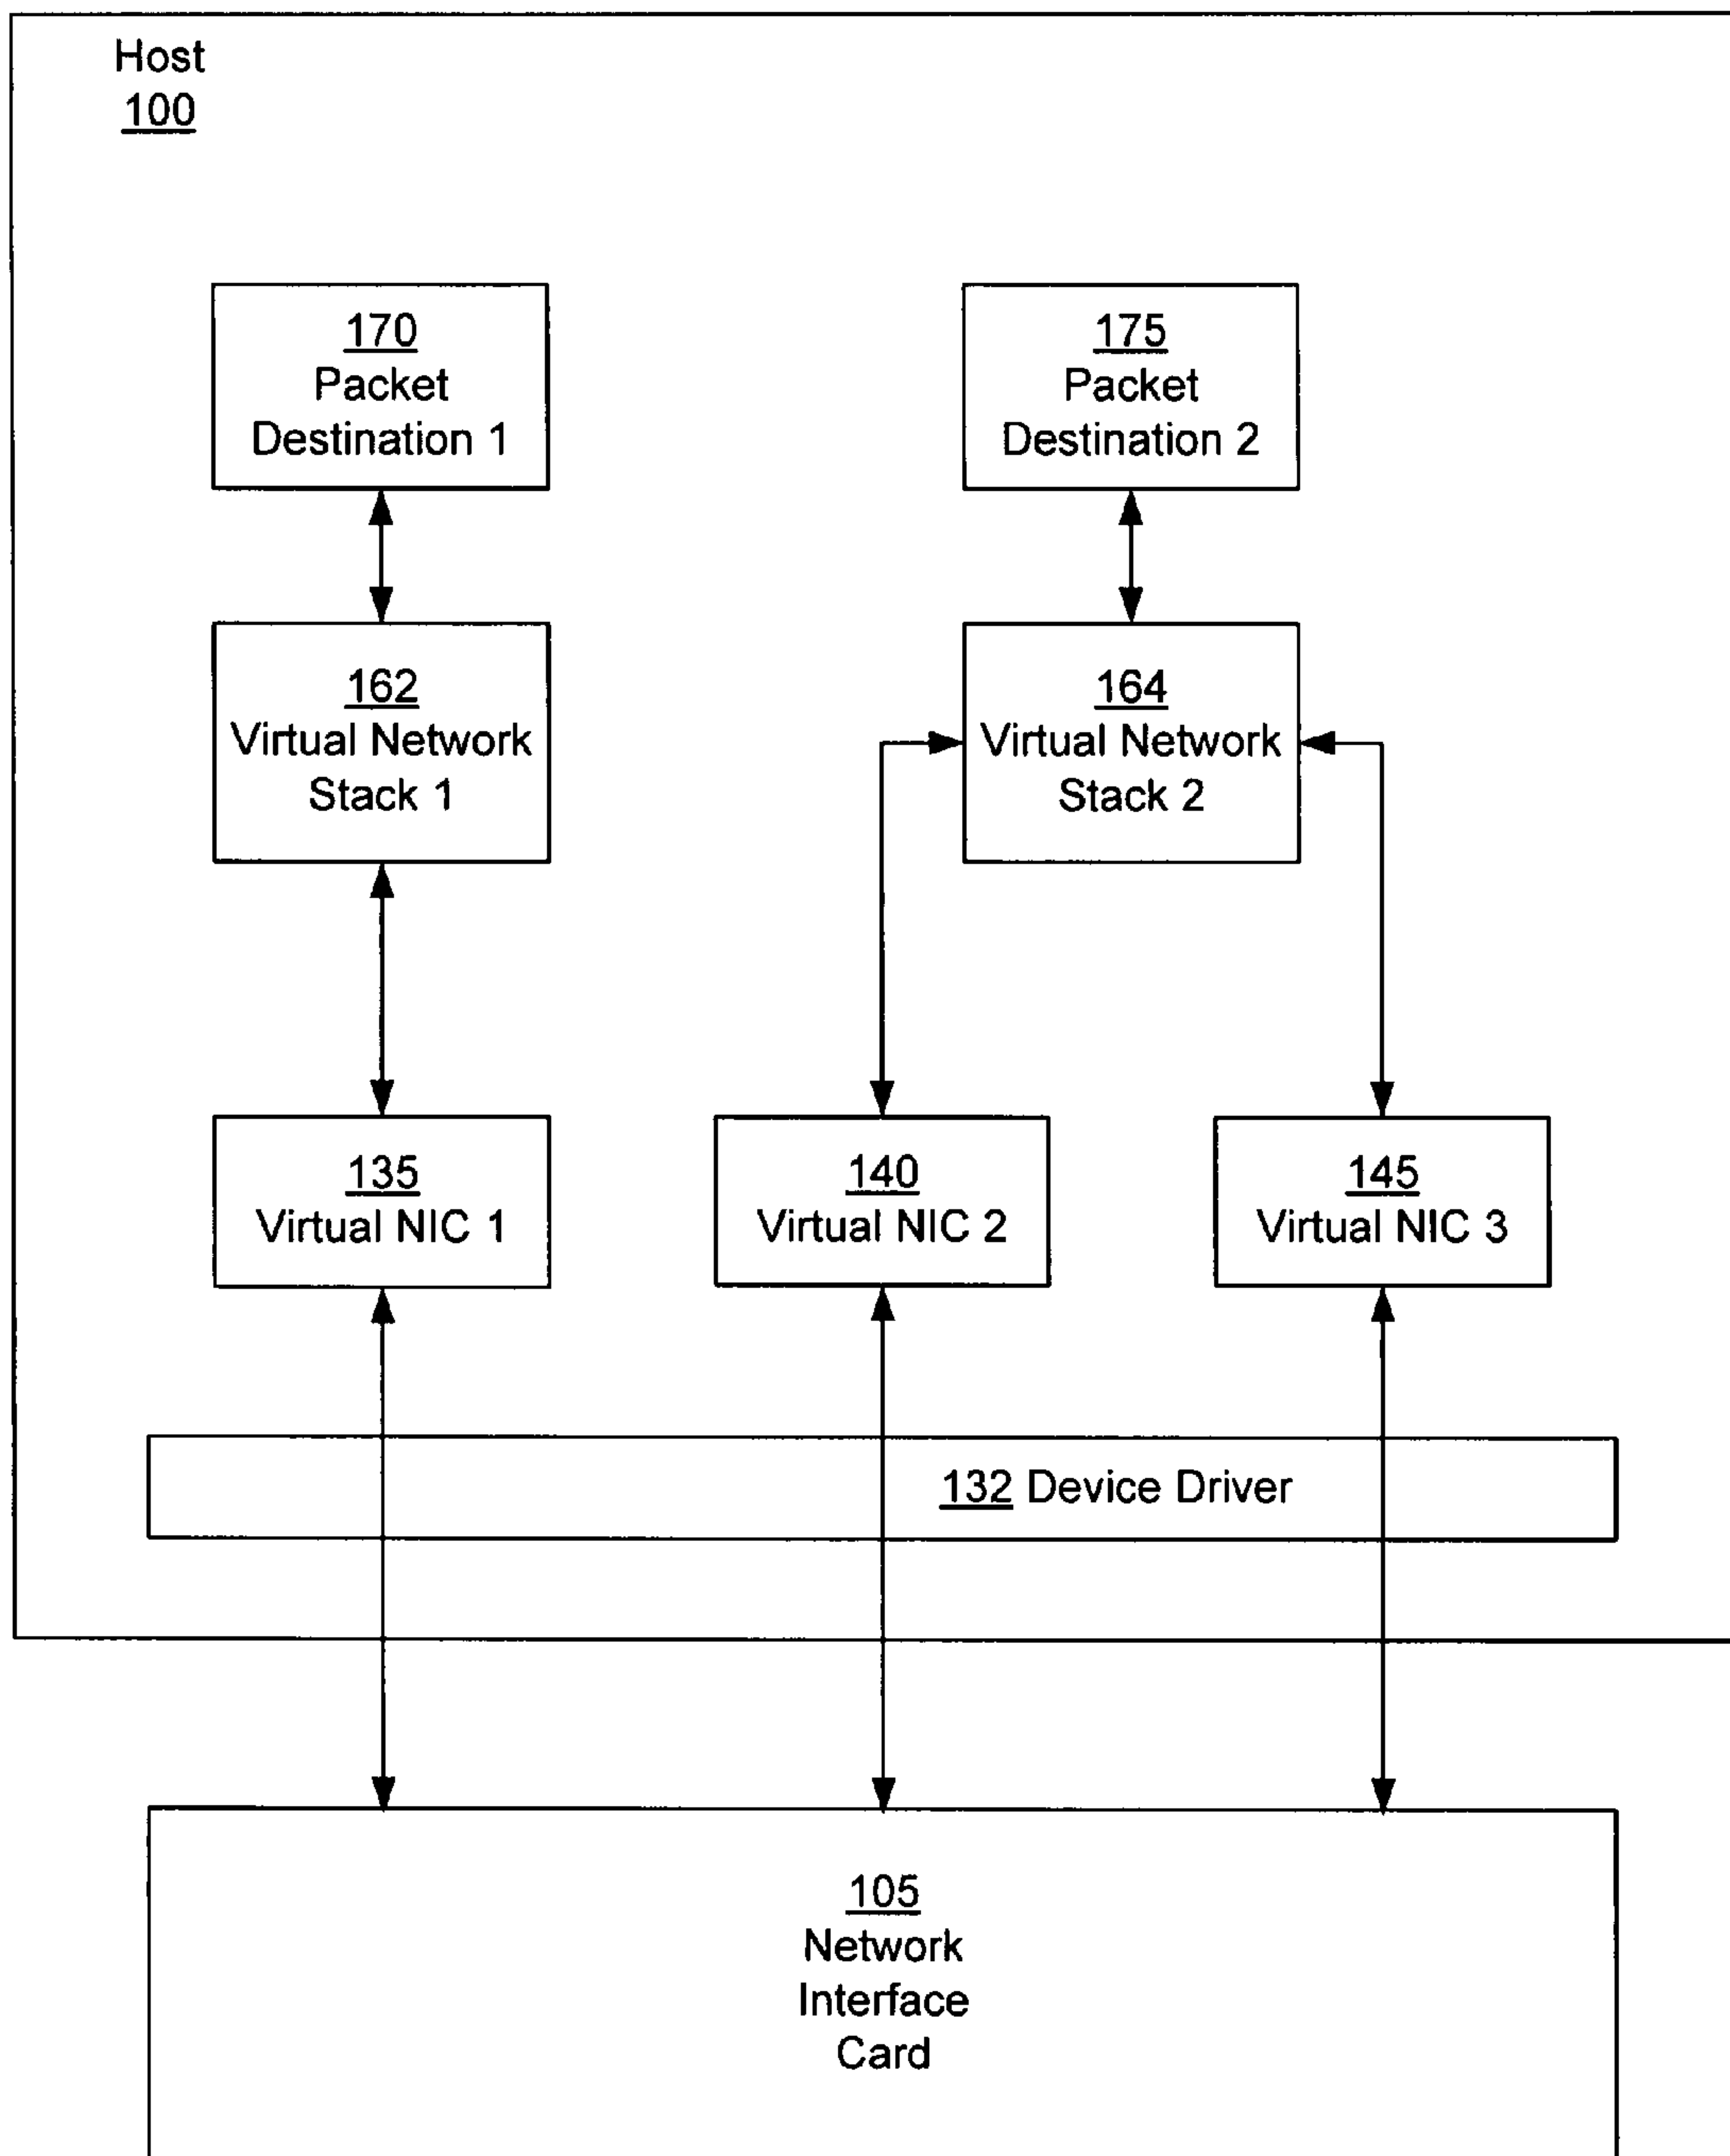 Host
100
170
Packet
Destination 1
175
Packet
Destination 2
162
Virtual Network
Stack 1
164
Virtual Network
Stack 2
135
Virtual NIC 1
140
Virtual NIC 2
145
Virtual NIC 3
132 Device Driver
105
Network
Interface
Card